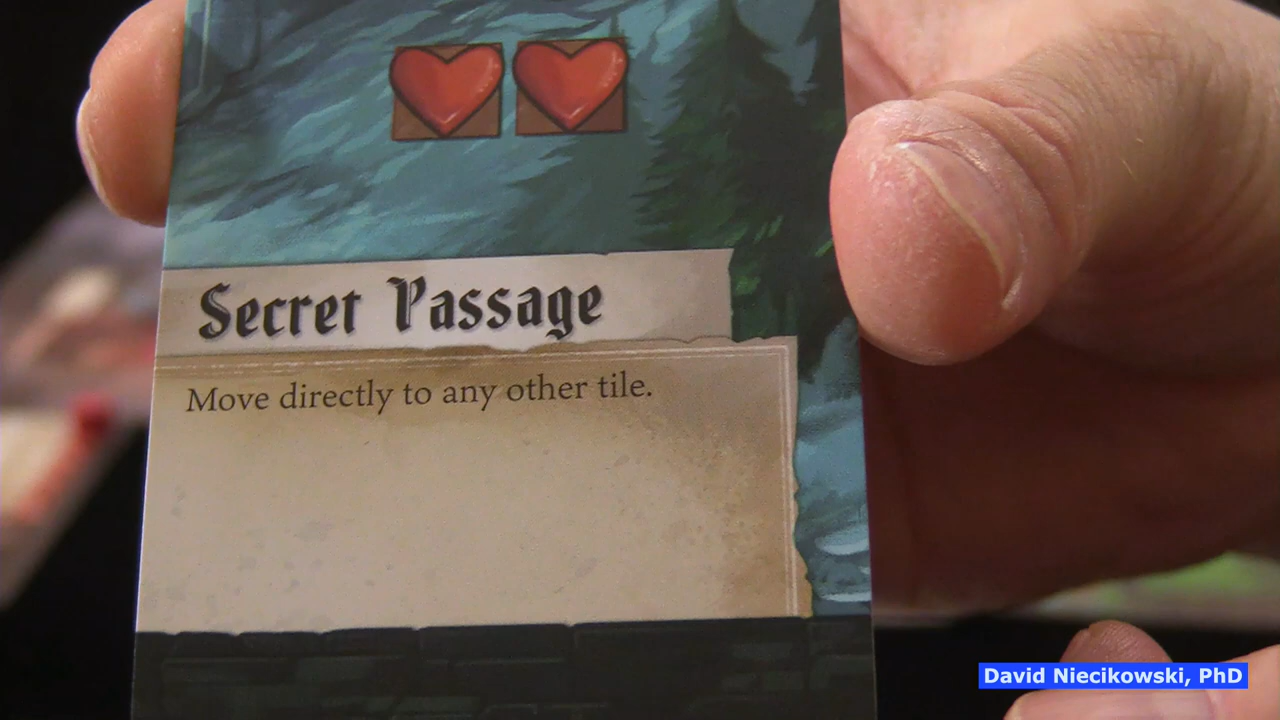 Secret Passage
Move directly to any other tile.
David Niecikowski, PhD